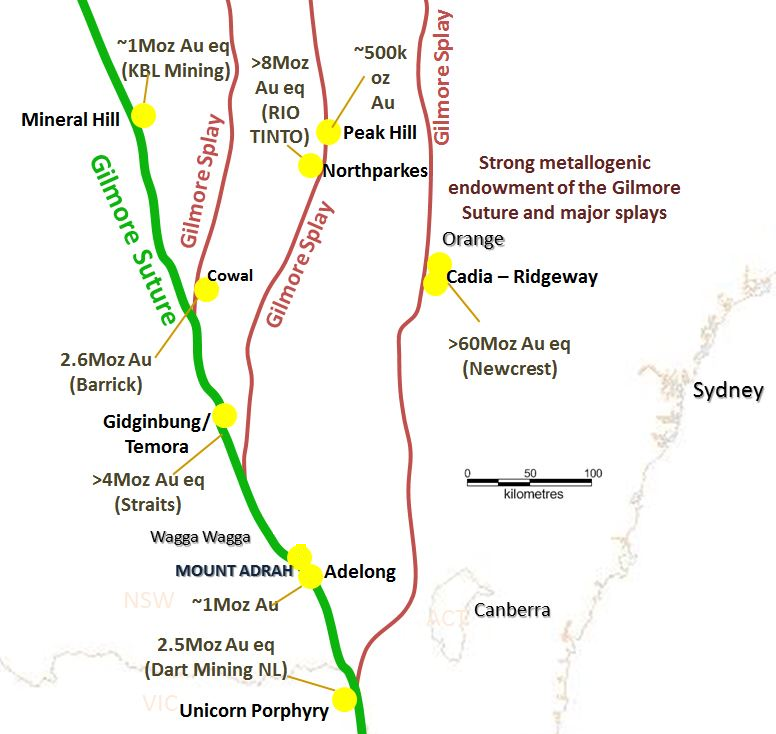 ~1Moz Au eq
(KBL Mining)
>8Moz
Au eq
(RIO
TINTO)
~500k
oz
Au
Gilmore Splay
Mineral Hill
Peak Hill
Northparkes
Gilmore Suture
Gilmore Splay
Gilmore Splay
Strong metallogenic
endowment of the Gilmore
Suture and major splays
Orange
Cadia – Ridgeway
Cowal
2.6Moz Au
(Barrick)
>60Moz Au eq
(Newcrest)
Sydney
Gidginbung/
Temora
>4Moz Au eq
(Straits)
0 50 100
kilometres
Wagga Wagga
MOUNT ADRAH
Adelong
~1Moz Au
NSW
ACT
Canberra
2.5Moz Au eq
(Dart Mining NL)
VIC
Unicorn Porphyry